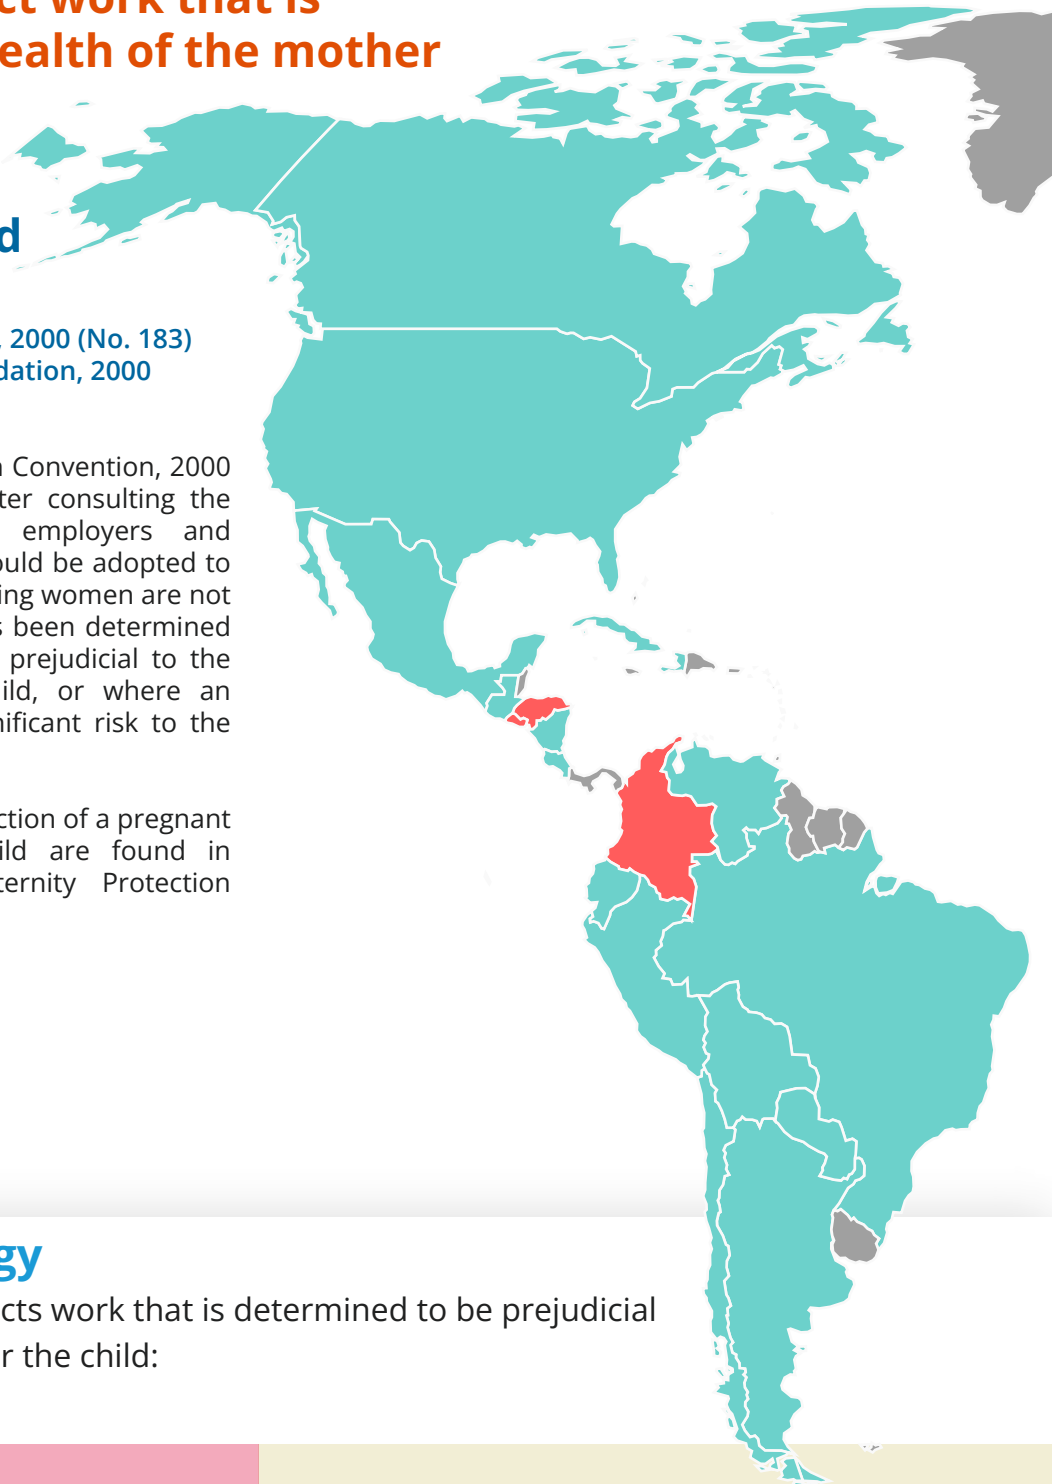 ct work that is
ealth of the mother
d
, 2000 (No. 183)
dation, 2000
n Convention, 2000
ter consulting the
employers and
ould be adopted to
ing women are not
s been determined
prejudicial to the
ild, or where an
nificant risk to the
ction of a pregnant
ild are found in
ternity Protection
gy
cts work that is determined to be prejudicial
r the child: